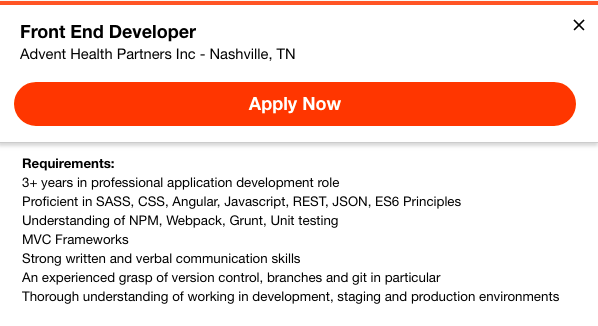 Front End Developer
Advent Health Partners Inc - Nashville, TN
Apply Now
Requirements:
3+ years in professional application development role
Proficient in SASS, CSS, Angular, Javascript, REST, JSON, ES6 Principles
Understanding of NPM, Webpack, Grunt, Unit testing
MVC Frameworks
Strong written and verbal communication skills
An experienced grasp of version control, branches and git in particular
Thorough understanding of working in development, staging and production environments